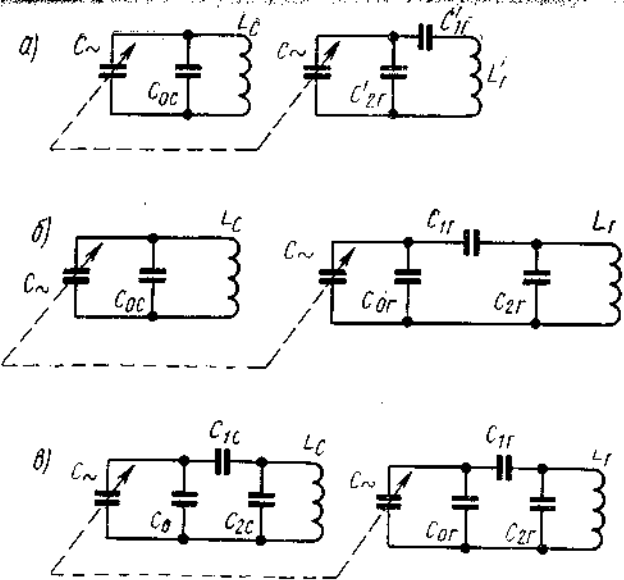 а) C~ C₀c Lc C~ C'₂г C'₁г L'г
б) C~ C₀c Lc C~ C₀г C₁г C₂г Lг
в) C~ C₀ C₁c C₂c Lc C~ C₀г C₁г C₂г Lг